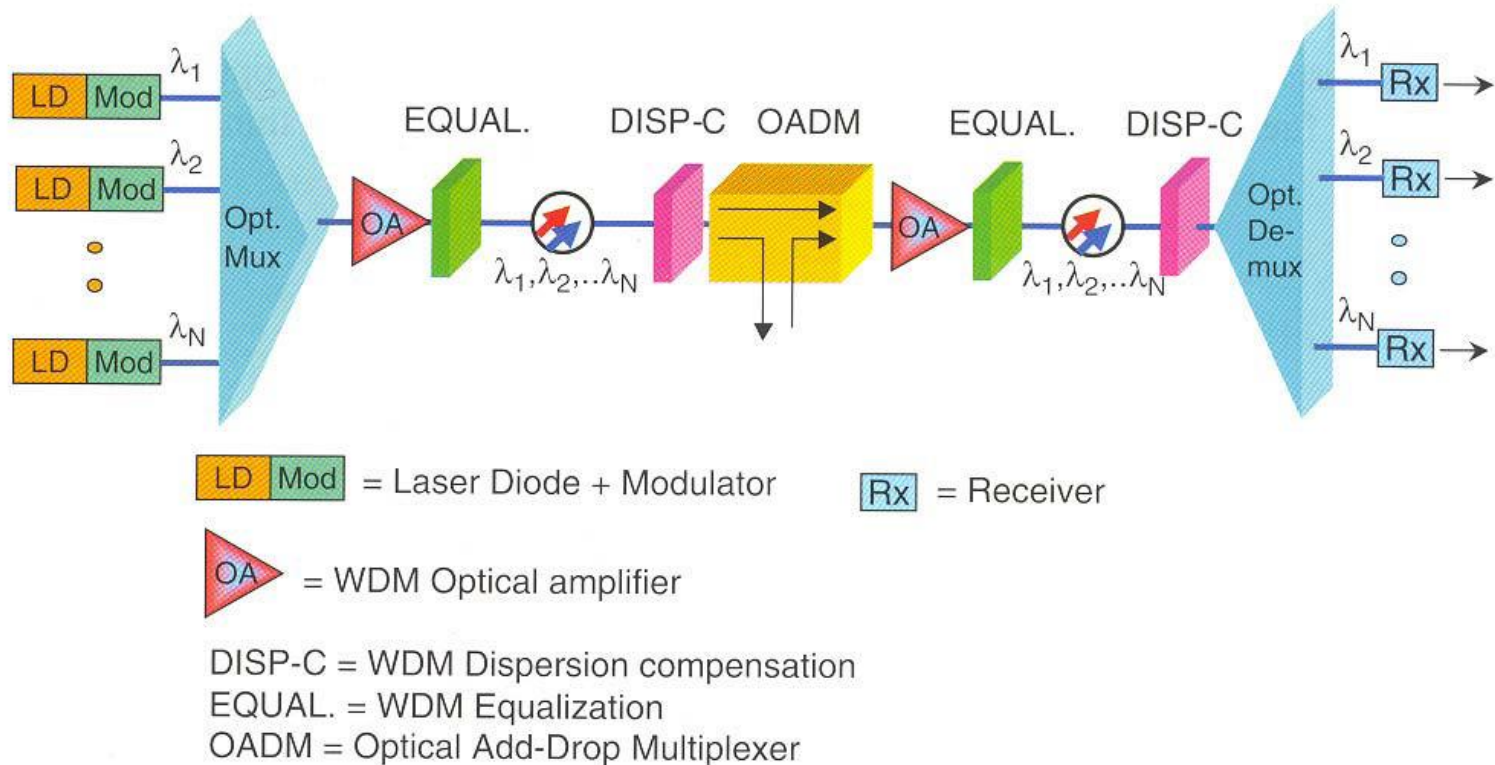 λ1
LD Mod
λ2
LD Mod
λN
LD Mod
Opt.
Mux
OA
EQUAL.
λ1,λ2,..λN
DISP-C
OADM
OA
EQUAL.
λ1,λ2,..λN
DISP-C
Opt.
De-
mux
λ1
Rx
λ2
Rx
λN
Rx
LD Mod = Laser Diode + Modulator
Rx = Receiver
OA = WDM Optical amplifier
DISP-C = WDM Dispersion compensation
EQUAL. = WDM Equalization
OADM = Optical Add-Drop Multiplexer